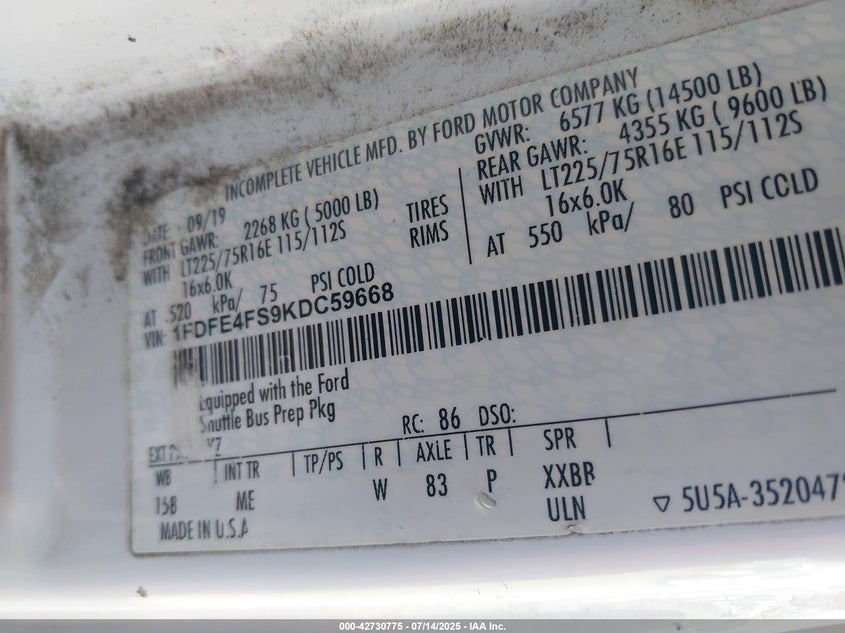 INCOMPLETE VEHICLE MFD. BY FORD MOTOR COMPANY
DATE: 09/19
GVWR: 6577 KG (14500 LB)
FRONT GAWR: 2268 KG ( 5000 LB)
REAR GAWR: 4355 KG ( 9600 LB)
WITH LT225/75R16E 115/112S
TIRES
WITH LT225/75R16E 115/112S
16x6.0K
RIMS
16x6.0K
AT 520 kPa/ 75 PSI COLD
AT 550 kPa/ 80 PSI COLD
VIN: 1FDFE4FS9KDC59668
Equipped with the Ford
Shuttle Bus Prep Pkg
RC: 86 DSO:
EXT
WB INT TR TP/PS R AXLE TR SPR
158 ME W 83 P XXBB
ULN
MADE IN U.S.A
▽ 5U5A-352047
000-42730775 - 07/14/2025 - IAA Inc.